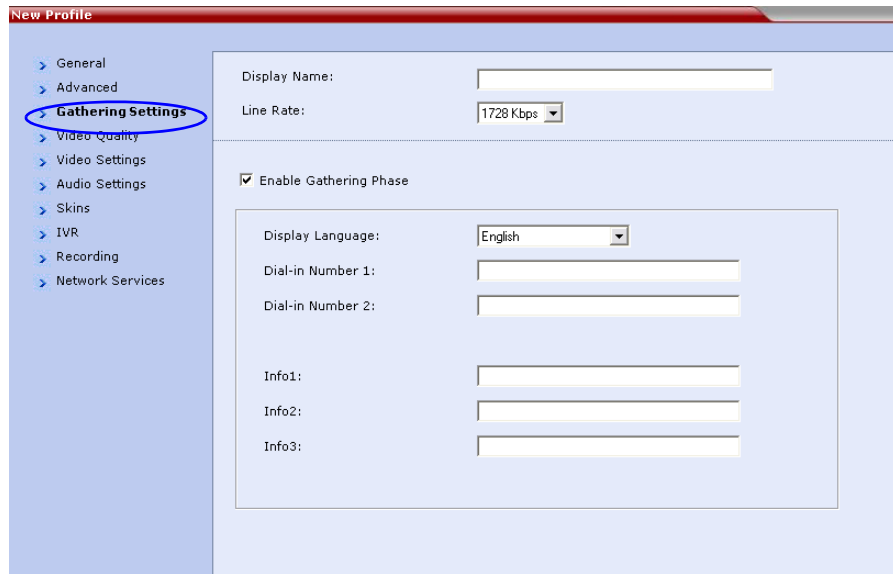 New Profile
General
Advanced
Gathering Settings
Video Quality
Video Settings
Audio Settings
Skins
IVR
Recording
Network Services
Display Name:
Line Rate:
1728 Kbps
Enable Gathering Phase
Display Language:
English
Dial-in Number 1:
Dial-in Number 2:
Info1:
Info2:
Info3: